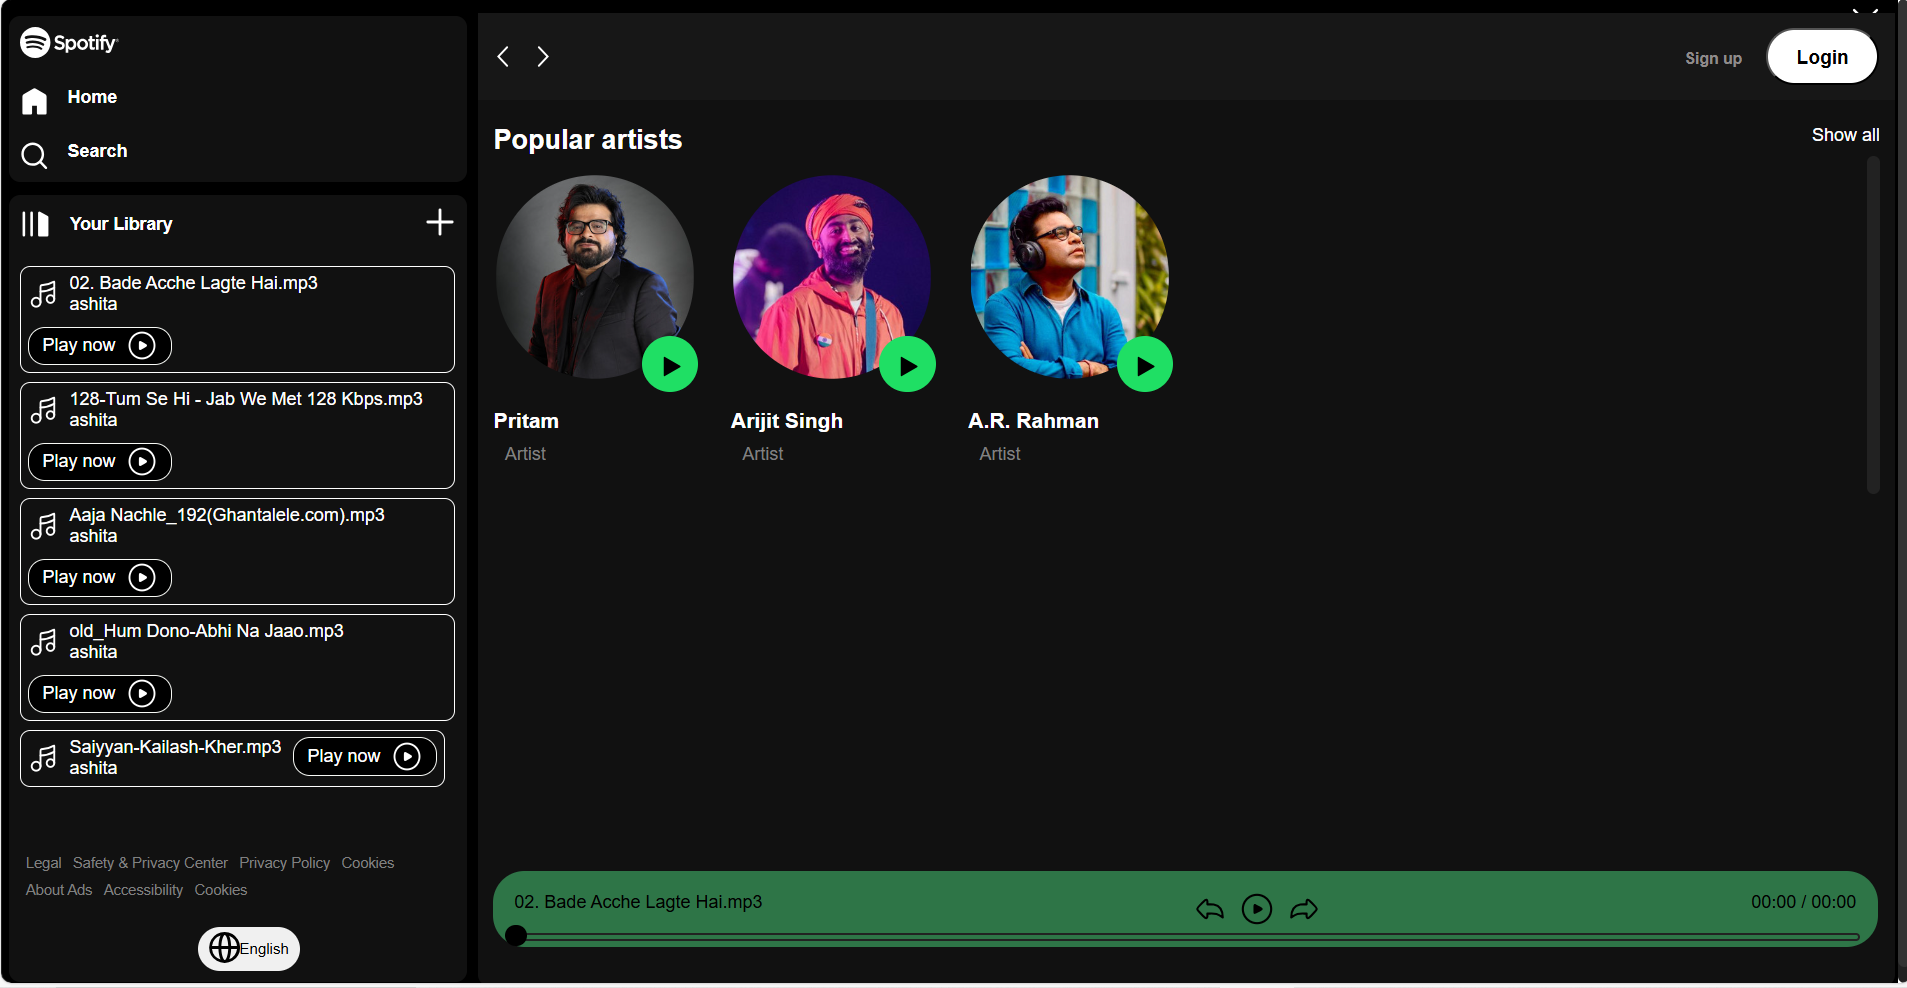 Spotify
Home
Search
Your Library
02. Bade Acche Lagte Hai.mp3
ashita
Play now
128-Tum Se Hi - Jab We Met 128 Kbps.mp3
ashita
Play now
Aaja Nachle_192(Ghantalele.com).mp3
ashita
Play now
old_Hum Dono-Abhi Na Jaao.mp3
ashita
Play now
Saiyyan-Kailash-Kher.mp3
ashita
Play now
Legal Safety & Privacy Center Privacy Policy Cookies
About Ads Accessibility Cookies
English
Sign up
Login
Popular artists
Show all
Pritam
Artist
Arijit Singh
Artist
A.R. Rahman
Artist
02. Bade Acche Lagte Hai.mp3
00:00 / 00:00